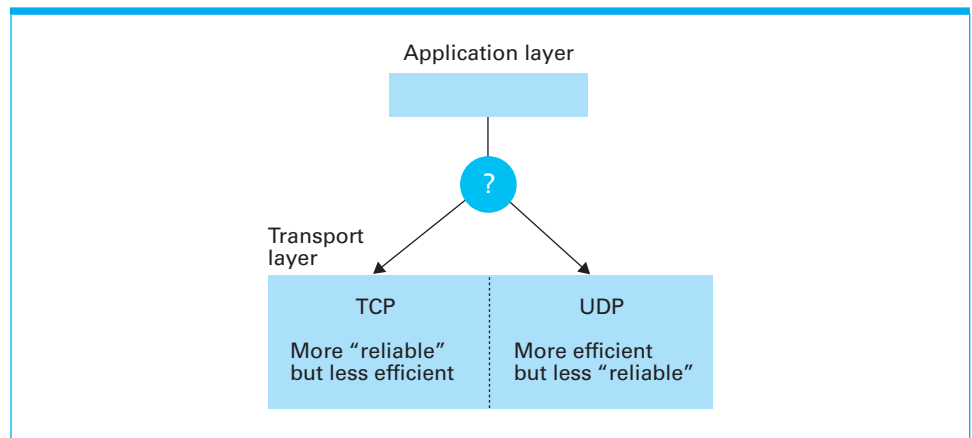 Application layer
?
Transport
layer
TCP
More “reliable”
but less efficient
UDP
More efficient
but less “reliable”